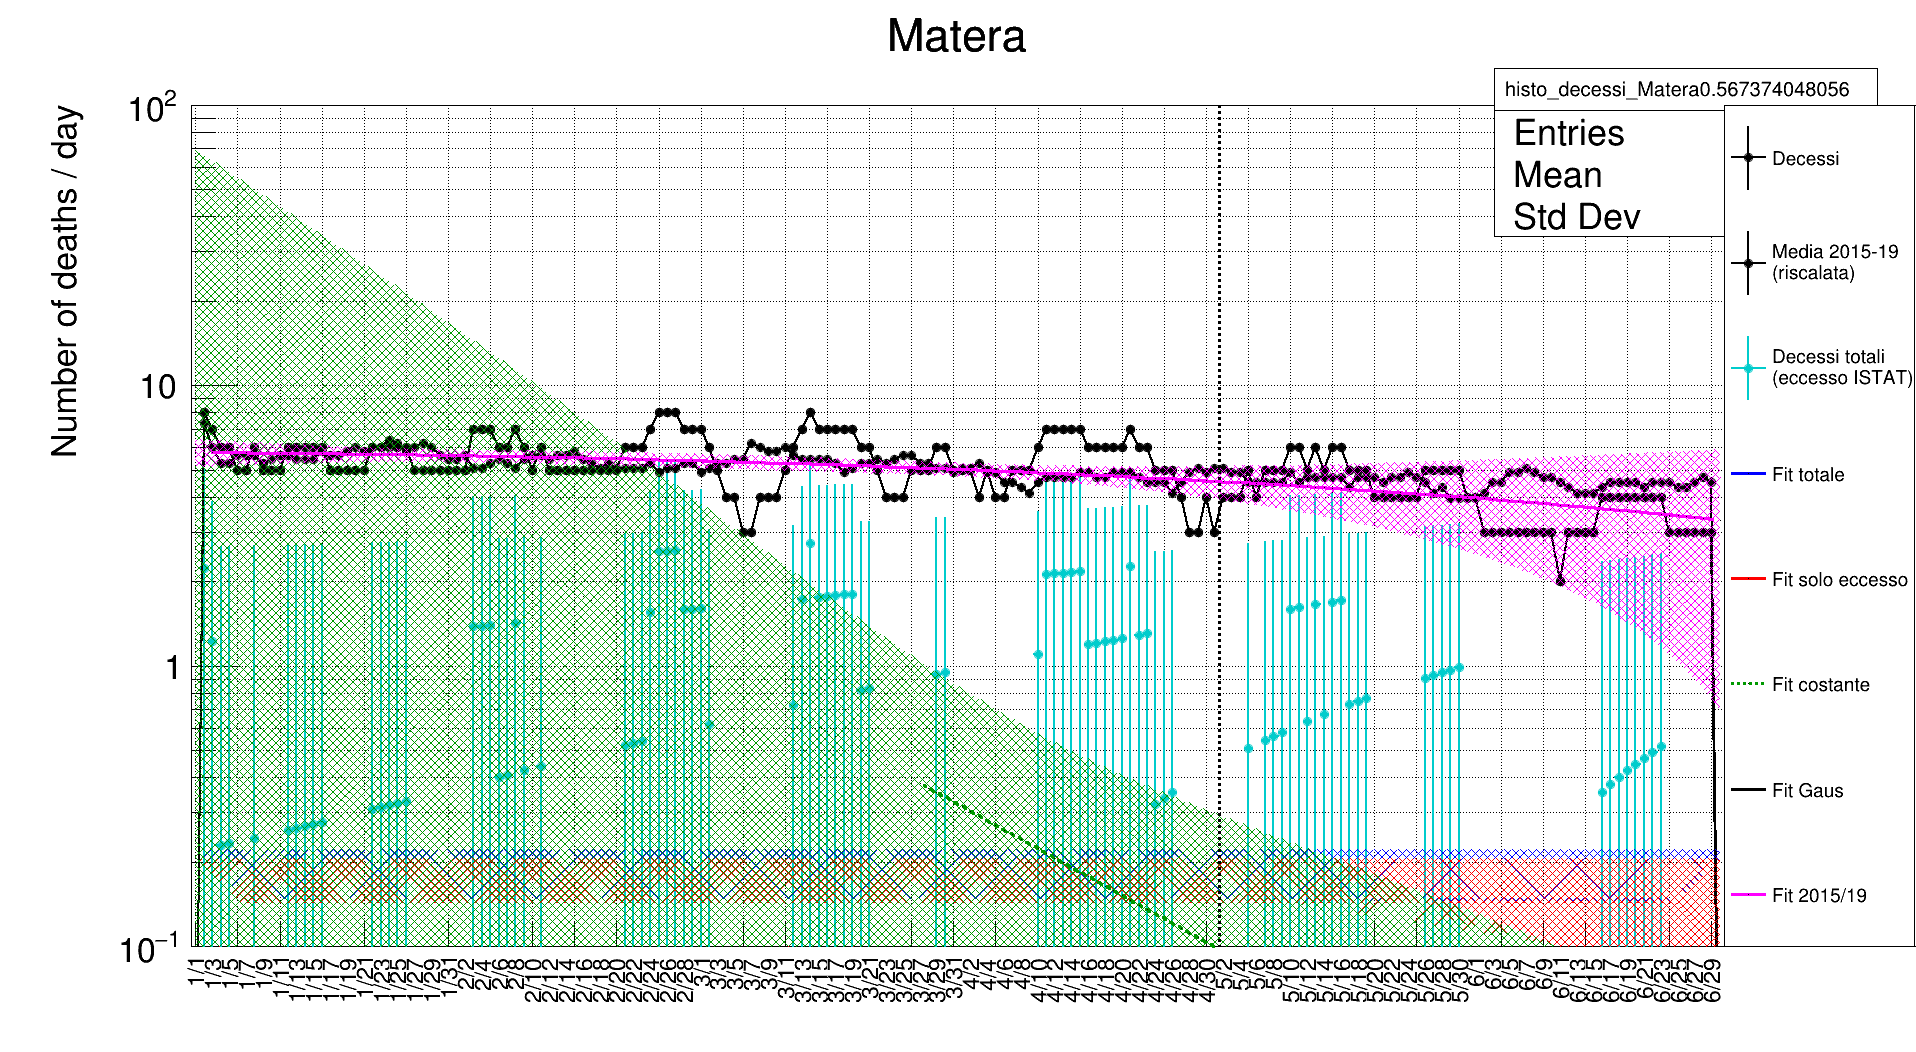 Matera
histo_decessi_Matera0.567374048056
Entries
Mean
Std Dev
Number of deaths / day
10²
10
1
10⁻¹
1/1 1/3 1/5 1/7 1/9 1/11 1/13 1/15 1/17 1/19 1/21 1/23 1/25 1/27 1/29 1/31 2/2 2/4 2/6 2/8 2/10 2/12 2/14 2/16 2/18 2/20 2/22 2/24 2/26 2/28 3/3 3/5 3/7 3/9 3/11 3/13 3/15 3/17 3/19 3/21 3/23 3/25 3/27 3/29 3/31 4/2 4/4 4/6 4/8 4/10 4/12 4/14 4/16 4/18 4/20 4/22 4/24 4/26 4/28 4/30 5/2 5/4 5/6 5/8 5/10 5/12 5/14 5/16 5/18 5/20 5/22 5/24 5/26 5/28 5/30 6/1 6/3 6/5 6/7 6/9 6/11 6/13 6/15 6/17 6/19 6/21 6/23 6/25 6/27 6/29
Decessi
Media 2015-19
(riscalata)
Decessi totali
(eccesso ISTAT)
Fit totale
Fit solo eccesso
Fit costante
Fit Gaus
Fit 2015/19